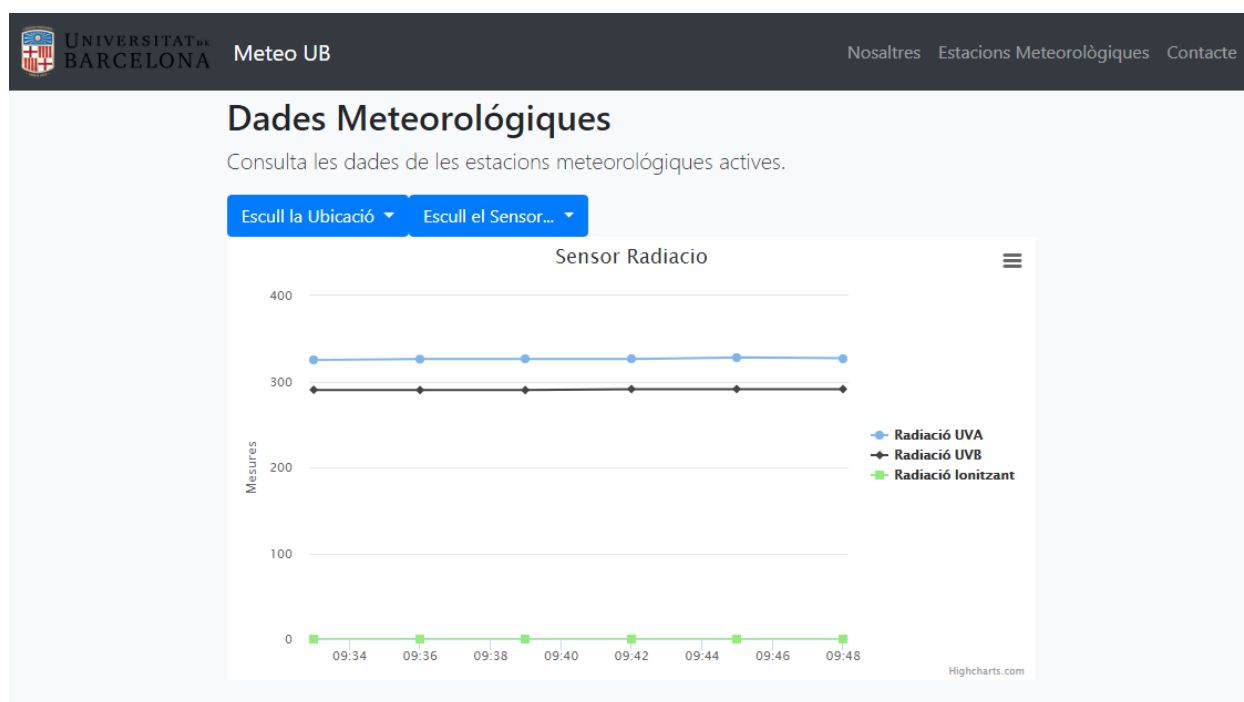 UNIVERSITAT DE
BARCELONA
Meteo UB
Nosaltres Estacions Meteorològiques Contacte
Dades Meteorológiques
Consulta les dades de les estacions meteorológiques actives.
Escull la Ubicació Escull el Sensor...
Sensor Radiacio
400
300
200
100
0
Mesures
09:34 09:36 09:38 09:40 09:42 09:44 09:46 09:48
Radiació UVA
Radiació UVB
Radiació Ionitzant
Highcharts.com